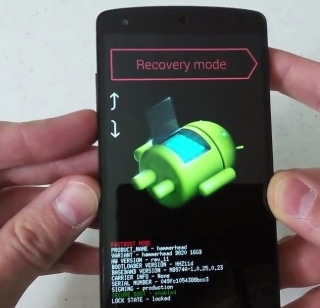 Recovery mode
FASTBOOT MODE
PRODUCT_NAME - hammerhead
VARIANT - hammerhead D820 16GB
HW VERSION - rev_11
BOOTLOADER VERSION - HHZ11d
BASEBAND VERSION - M8974A-1.0.25.0.23
CARRIER INFO - None
SERIAL NUMBER -
SIGNING - production
LOCK STATE - locked